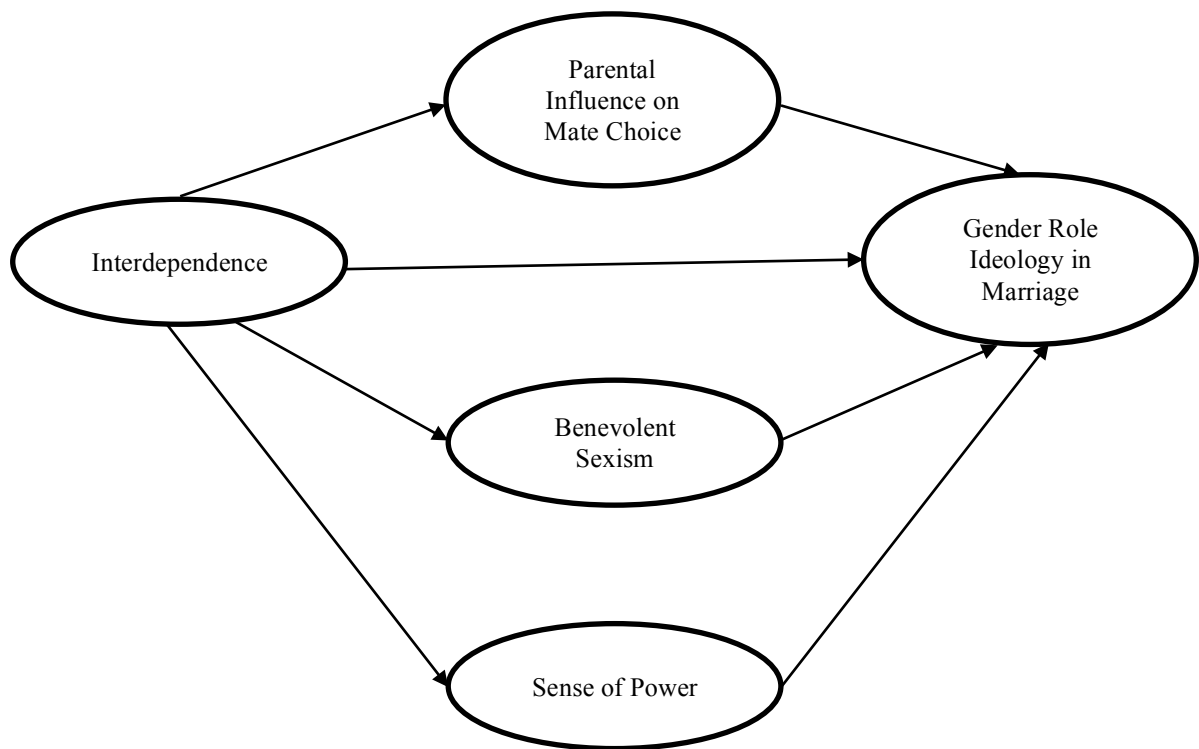 Parental
Influence on
Mate Choice
Interdependence
Gender Role
Ideology in
Marriage
Benevolent
Sexism
Sense of Power